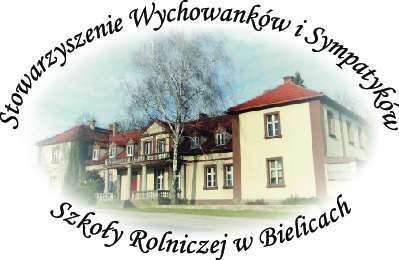 Stowarzyszenie Wychowanków i Sympatyków
Szkoły Rolniczej w Bielicach